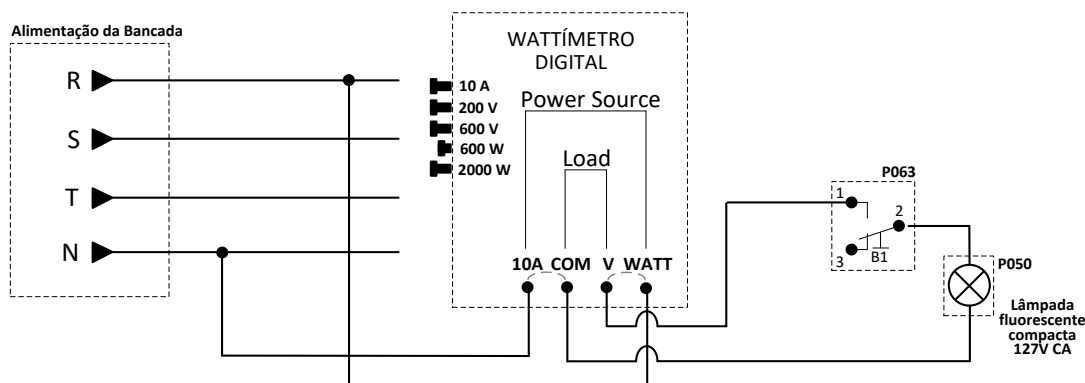 Alimentação da Bancada
R
S
T
N
WATTÍMETRO
DIGITAL
10 A
200 V
600 V
600 W
2000 W
Power Source
Load
10A COM V WATT
P063
1
2
3
B1
P050
Lâmpada
fluorescente
compacta
127V CA